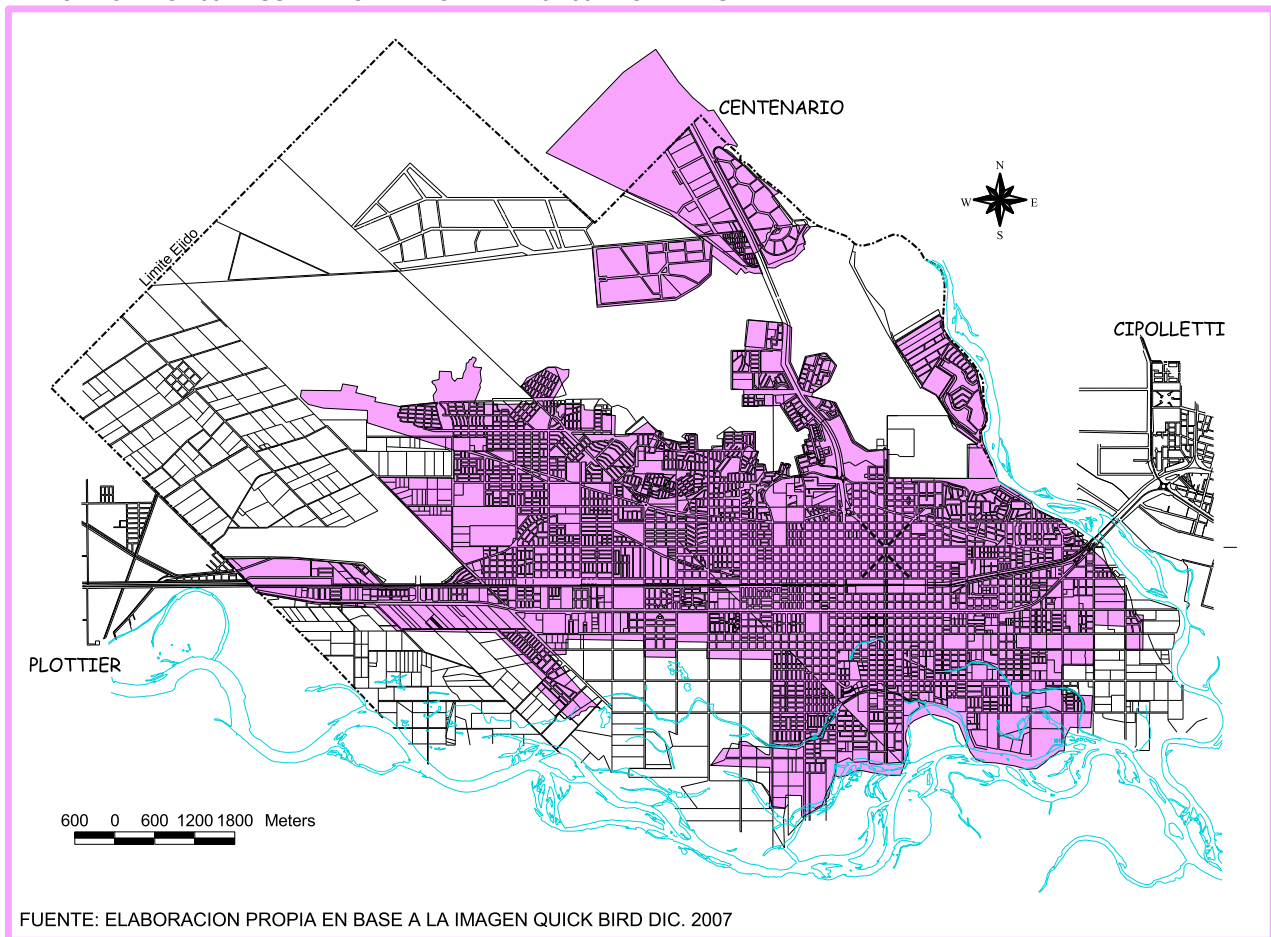 CENTENARIO
N
W E
S
Limite Ejido
CIPOLLETTI
PLOTTIER
600 0 600 1200 1800 Meters
FUENTE: ELABORACION PROPIA EN BASE A LA IMAGEN QUICK BIRD DIC. 2007